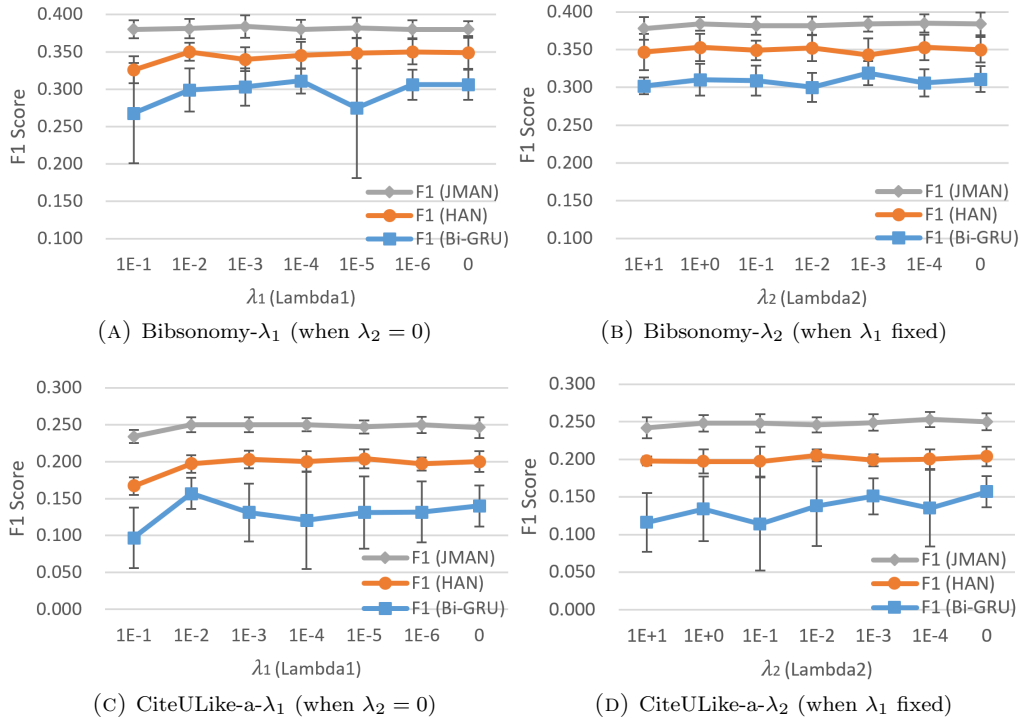 0.400
0.350
0.300
0.250
0.200
0.150
0.100
F1 Score
F1 (JMAN)
F1 (HAN)
F1 (Bi-GRU)
1E-1 1E-2 1E-3 1E-4 1E-5 1E-6 0
λ1 (Lambda1)
(A) Bibsonomy-λ1 (when λ2 = 0)
0.400
0.350
0.300
0.250
0.200
0.150
0.100
F1 Score
F1 (JMAN)
F1 (HAN)
F1 (Bi-GRU)
1E+1 1E+0 1E-1 1E-2 1E-3 1E-4 0
λ2 (Lambda2)
(B) Bibsonomy-λ2 (when λ1 fixed)
0.300
0.250
0.200
0.150
0.100
0.050
0.000
F1 Score
F1 (JMAN)
F1 (HAN)
F1 (Bi-GRU)
1E-1 1E-2 1E-3 1E-4 1E-5 1E-6 0
λ1 (Lambda1)
(C) CiteULike-a-λ1 (when λ2 = 0)
0.300
0.250
0.200
0.150
0.100
0.050
0.000
F1 Score
F1 (JMAN)
F1 (HAN)
F1 (Bi-GRU)
1E+1 1E+0 1E-1 1E-2 1E-3 1E-4 0
λ2 (Lambda2)
(D) CiteULike-a-λ2 (when λ1 fixed)